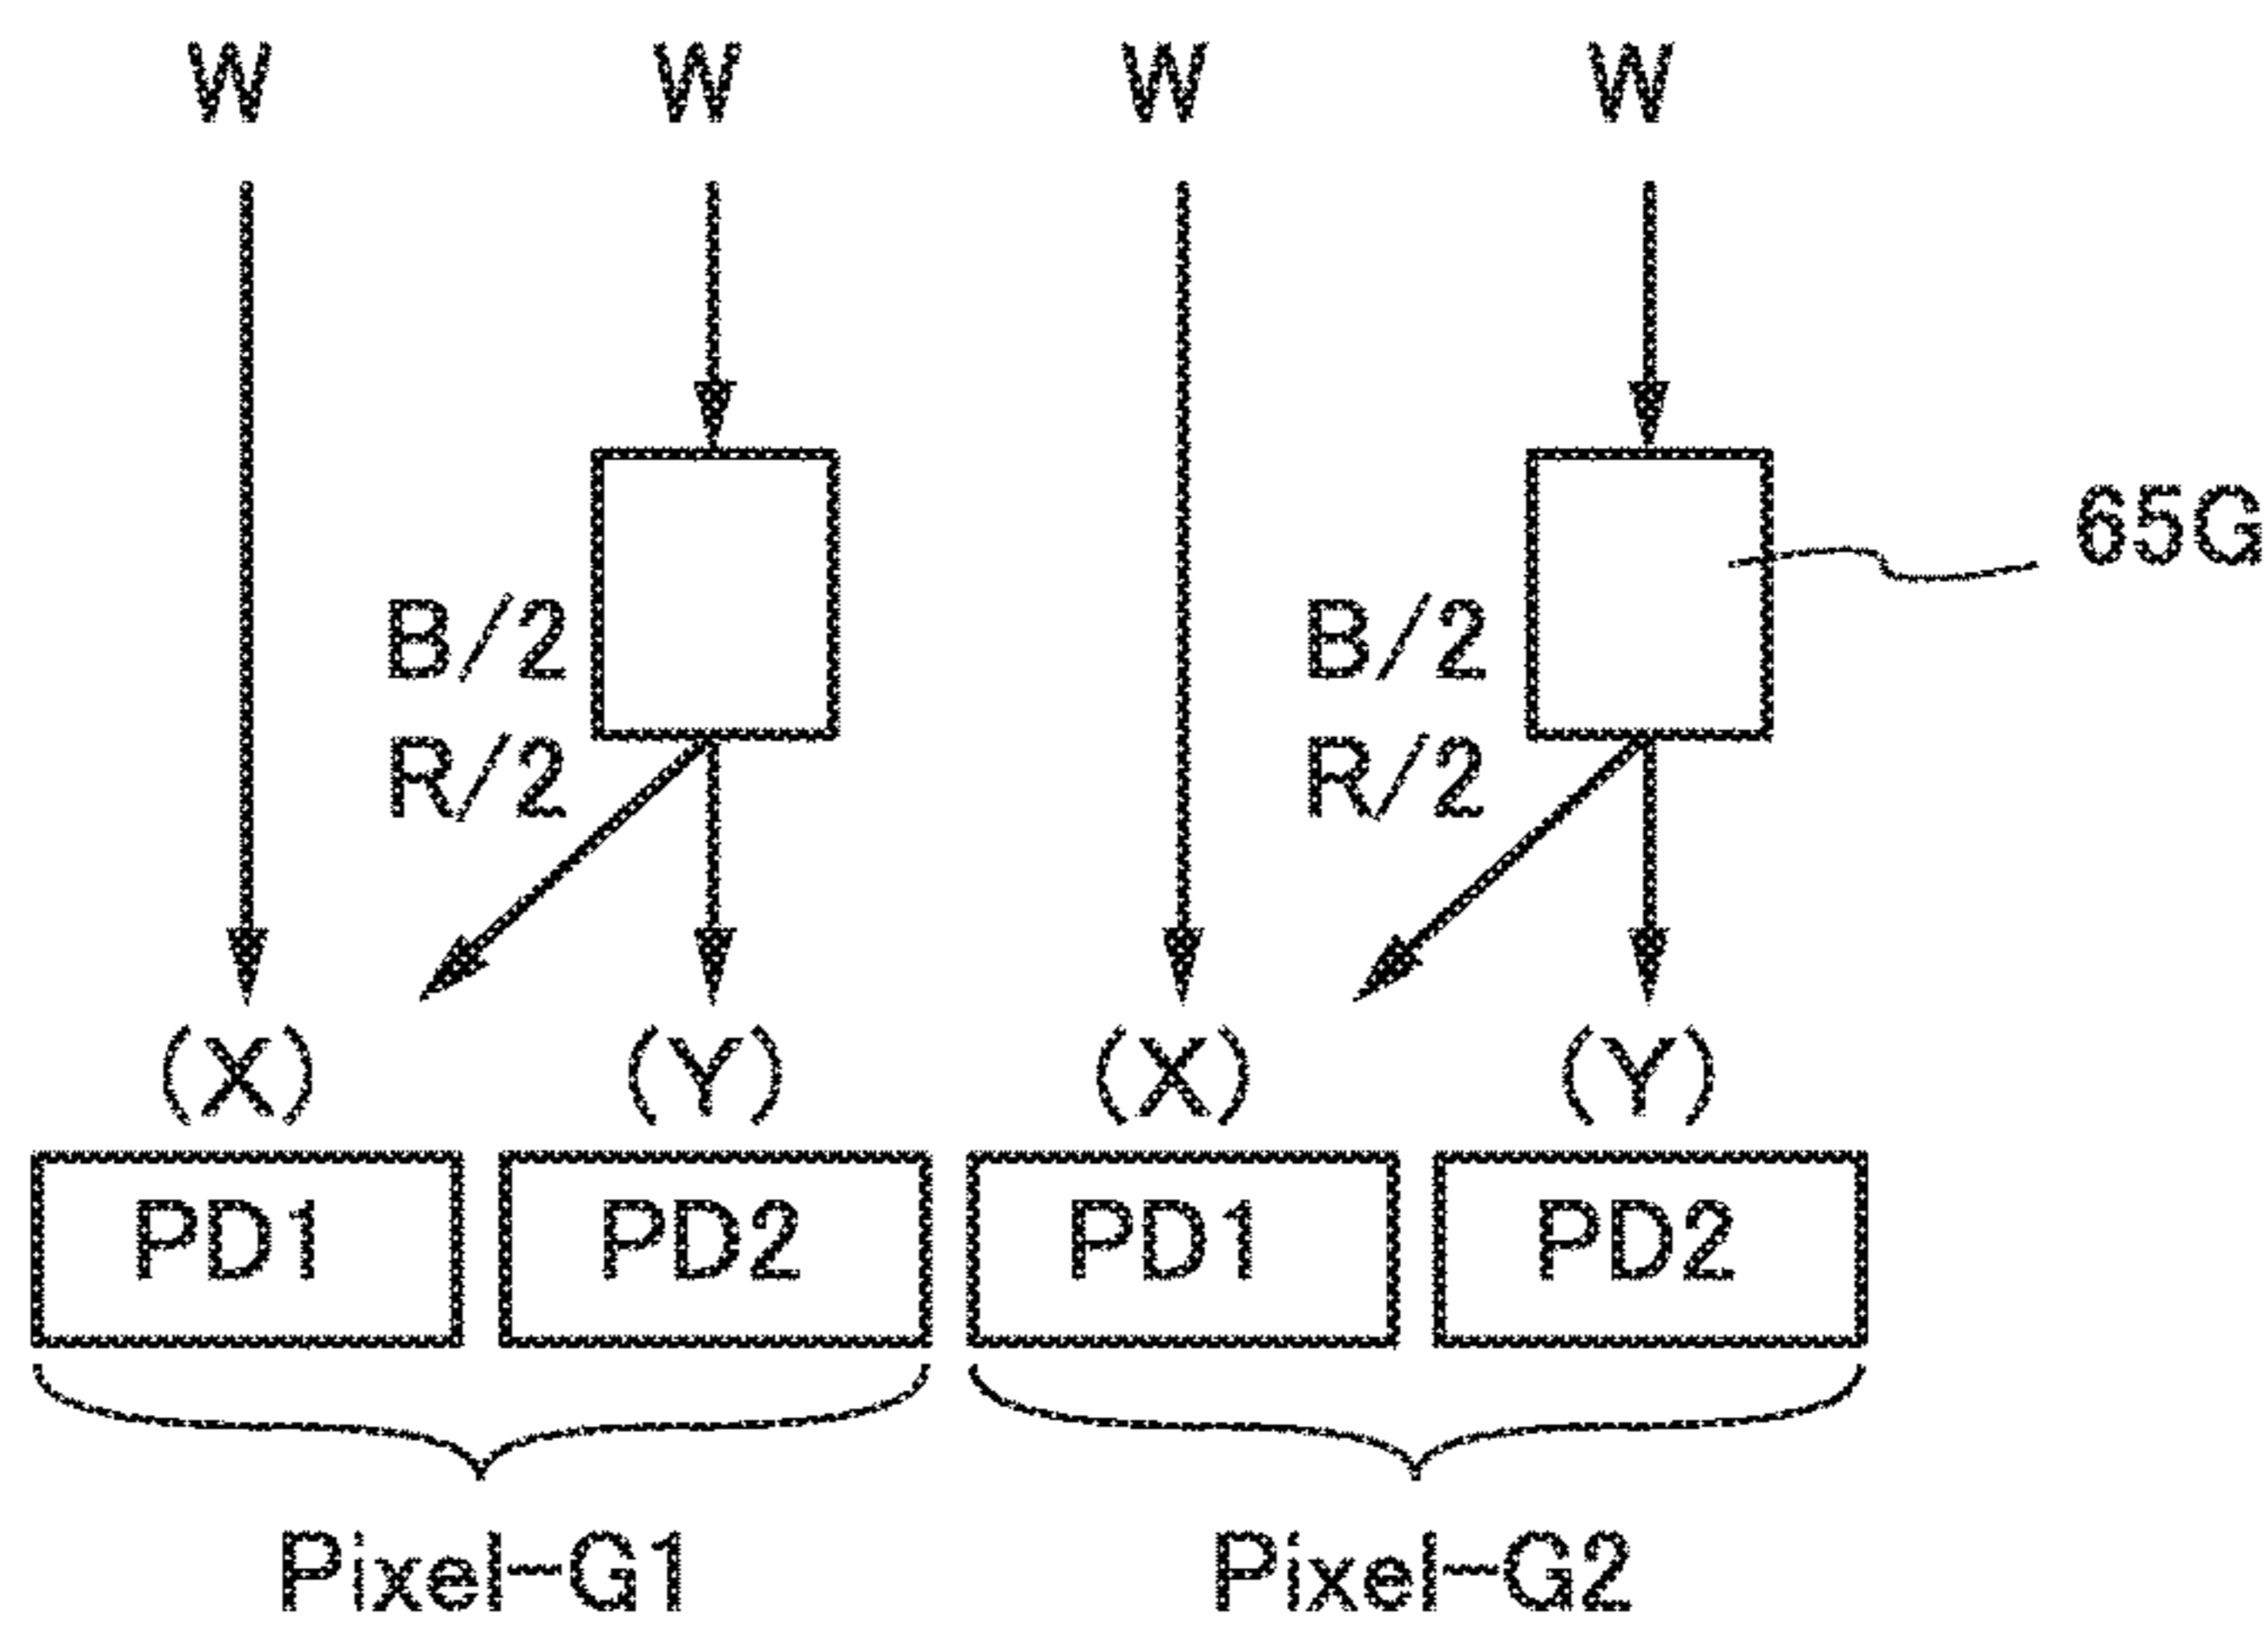 W W W W
65G
B/2 B/2
R/2 R/2
(X) (Y) (X) (Y)
PD1 PD2 PD1 PD2
Pixel-G1 Pixel-G2